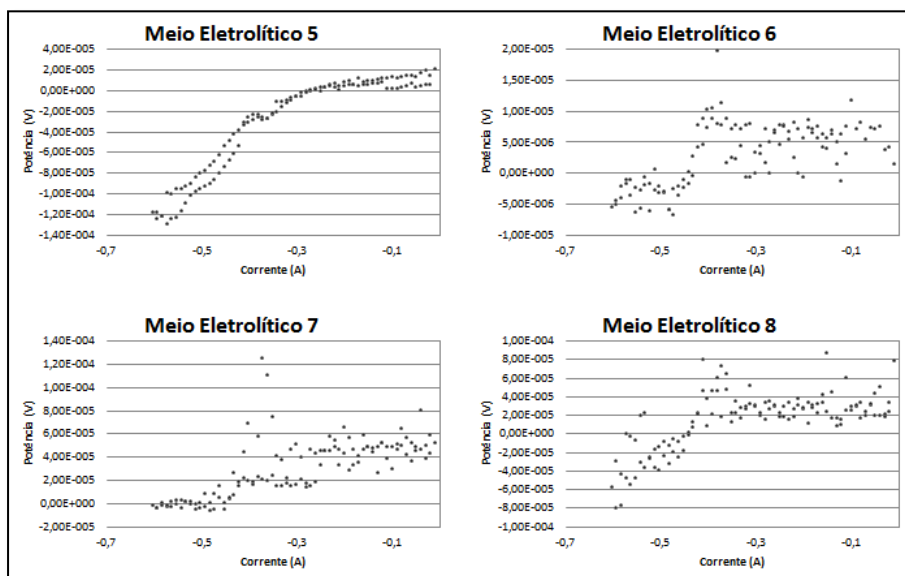 Meio Eletrolítico 5
Potência (V)
4,00E-005
2,00E-005
0,00E+000
-2,00E-005
-4,00E-005
-6,00E-005
-8,00E-005
-1,00E-004
-1,20E-004
-1,40E-004
-0,7 -0,5 -0,3 -0,1
Corrente (A)
Meio Eletrolítico 6
Potência (V)
2,00E-005
1,50E-005
1,00E-005
5,00E-006
0,00E+000
-5,00E-006
-1,00E-005
-0,7 -0,5 -0,3 -0,1
Corrente (A)
Meio Eletrolítico 7
Potência (V)
1,40E-004
1,20E-004
1,00E-004
8,00E-005
6,00E-005
4,00E-005
2,00E-005
0,00E+000
-2,00E-005
-0,7 -0,5 -0,3 -0,1
Corrente (A)
Meio Eletrolítico 8
Potência (V)
1,00E-004
8,00E-005
6,00E-005
4,00E-005
2,00E-005
0,00E+000
-2,00E-005
-4,00E-005
-6,00E-005
-8,00E-005
-1,00E-004
-0,7 -0,5 -0,3 -0,1
Corrente (A)